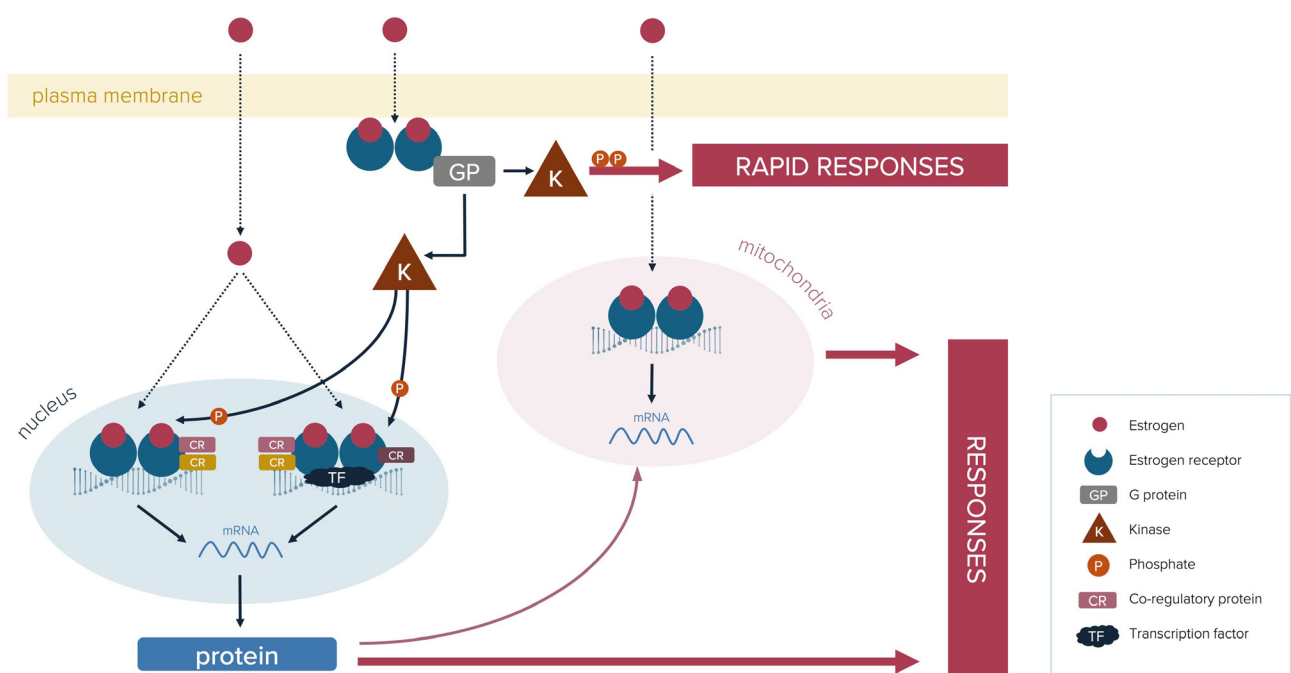 plasma membrane
GP
K
P P
RAPID RESPONSES
K
mitochondria
P
P
nucleus
CR
CR
CR
CR
CR
TF
mRNA
mRNA
protein
RESPONSES
Estrogen
Estrogen receptor
GP G protein
K Kinase
P Phosphate
CR Co-regulatory protein
TF Transcription factor